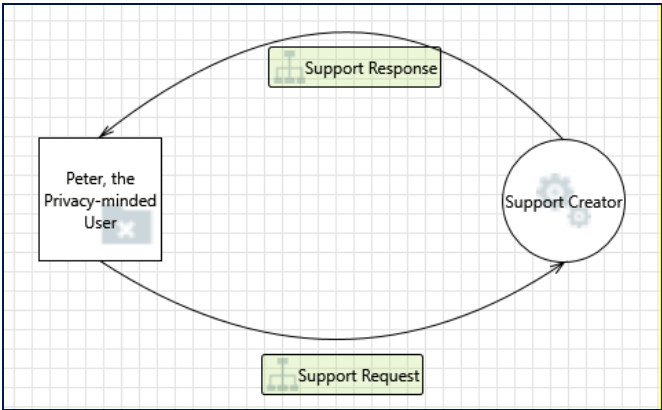 Support Response
Peter, the
Privacy-minded
User
Support Creator
Support Request